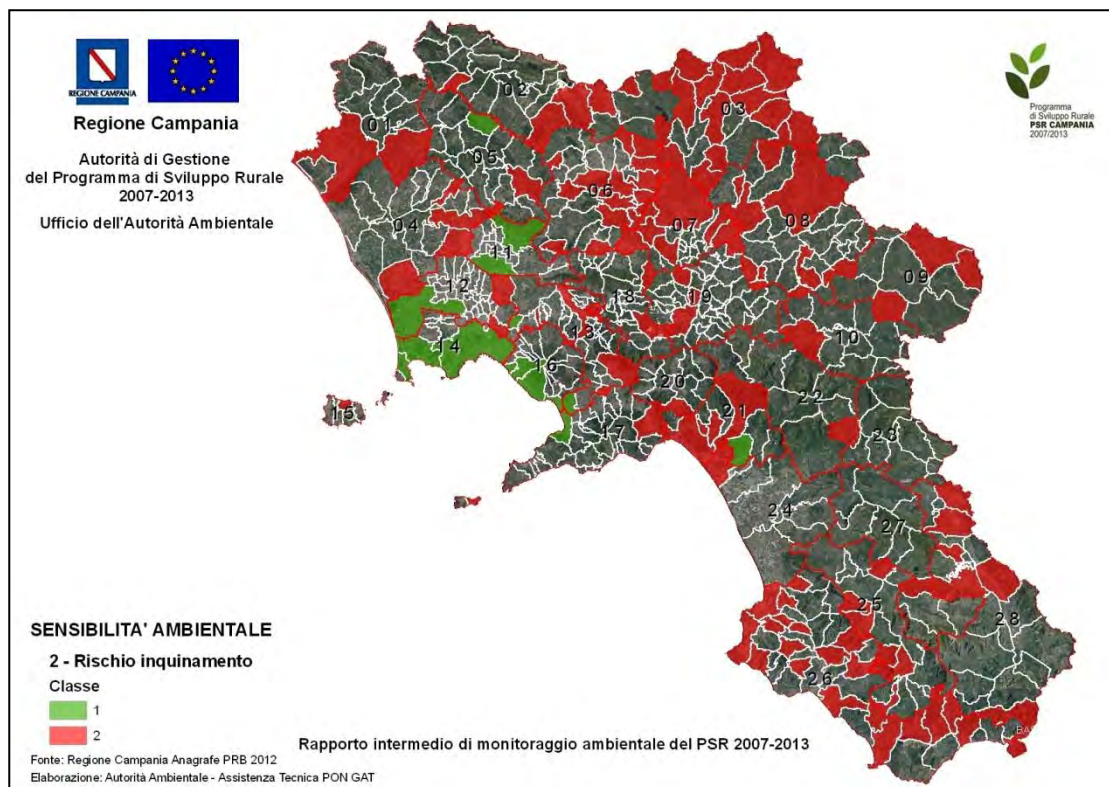 REGIONE CAMPANIA
Regione Campania
Autorità di Gestione
del Programma di Sviluppo Rurale
2007-2013
Ufficio dell'Autorità Ambientale
Programma
di Sviluppo Rurale
PSR CAMPANIA
2007/2013
01
02
03
04
05
06
07
08
09
10
11
12
13
14
15
16
17
18
19
20
21
22
23
24
25
26
27
28
SENSIBILITA' AMBIENTALE
2 - Rischio inquinamento
Classe
1
2
Rapporto intermedio di monitoraggio ambientale del PSR 2007-2013
Fonte: Regione Campania Anagrafe PRB 2012
Elaborazione: Autorità Ambientale - Assistenza Tecnica PON GAT